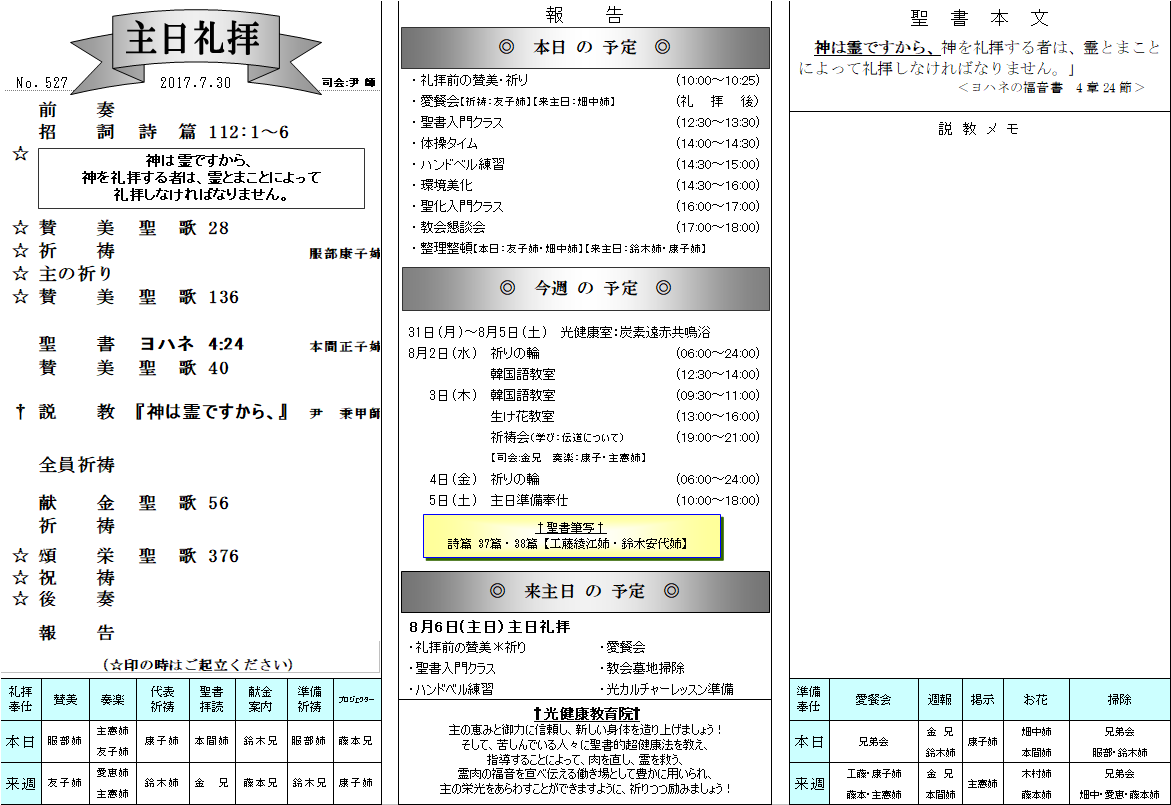 主日礼拝
No. 527 2017.7.30 司会:尹 師
前 奏
招 詞 詩 篇 112:1～6
☆ 神は霊ですから、
神を礼拝する者は、霊とまことによって
礼拝しなければなりません。
☆ 賛 美 聖 歌 28
☆ 祈 祷 服部康子姉
☆ 主の祈り
☆ 賛 美 聖 歌 136
聖 書 ヨハネ 4:24 本間正子姉
賛 美 聖 歌 40
† 説 教 『神は霊ですから、』 尹 秉甲師
全員祈祷
献 金 聖 歌 56
祈 祷
☆ 頌 栄 聖 歌 376
☆ 祝 祷
☆ 後 奏
報 告
(☆印の時はご起立ください)
礼拝奉仕 賛美 奏楽 代表祈祷 聖書拝読 献金案内 準備祈祷 プロジェクター
本日 服部姉 主憲姉 友子姉 康子姉 本間姉 鈴木兄 服部姉 藤本兄
来週 友子姉 愛恵姉 主憲姉 鈴木姉 金 兄 藤本兄 鈴木兄 康子姉
報 告
◎ 本日 の 予定 ◎
・礼拝前の賛美・祈り (10:00～10:25)
・愛餐会【祈祷:友子姉】【来主日:畑中姉】 (礼 拝 後)
・聖書入門クラス (12:30～13:30)
・体操タイム (14:00～14:30)
・ハンドベル練習 (14:30～15:00)
・環境美化 (14:30～16:00)
・聖化入門クラス (16:00～17:00)
・教会懇談会 (17:00～18:00)
・整理整頓【本日:友子姉・畑中姉】【来主日:鈴木姉・康子姉】
◎ 今週 の 予定 ◎
31日(月)～8月5日(土) 光健康室:炭素遠赤共鳴浴
8月2日(水) 祈りの輪 (06:00～24:00)
韓国語教室 (12:30～14:00)
3日(木) 韓国語教室 (09:30～11:00)
生け花教室 (13:00～16:00)
祈祷会(学び:伝道について) (19:00～21:00)
【司会:金兄 奏楽:康子・主憲姉】
4日(金) 祈りの輪 (06:00～24:00)
5日(土) 主日準備奉仕 (10:00～18:00)
†聖書筆写†
詩篇 37篇・38篇【工藤綾江姉・鈴木安代姉】
◎ 来主日 の 予定 ◎
8月6日(主日) 主日礼拝
・礼拝前の賛美＊祈り ・愛餐会
・聖書入門クラス ・教会墓地掃除
・ハンドベル練習 ・光カルチャーレッスン準備
†光健康教育院†
主の恵みと御力に信頼し、新しい身体を造り上げましょう!
そして、苦しんでいる人々に聖書的超健康法を教え、
指導することによって、肉を直し、霊を救う、
霊肉の福音を宣べ伝える働き場として豊かに用いられ、
主の栄光をあらわすことができますように、祈りつつ励みましょう!
聖 書 本 文
神は霊ですから、神を礼拝する者は、霊とまこと
によって礼拝しなければなりません。」
＜ヨハネの福音書 4章24節＞
説 教 メ モ
準備奉仕 愛餐会 週報 掲示 お花 掃除
本日 兄弟会 金 兄 鈴木姉 康子姉 畑中姉 本間姉 兄弟会 服部・鈴木姉
来週 工藤・康子姉 藤本・主憲姉 金 兄 本間姉 主憲姉 木村姉 藤本姉 兄弟会 畑中・愛恵・藤本姉